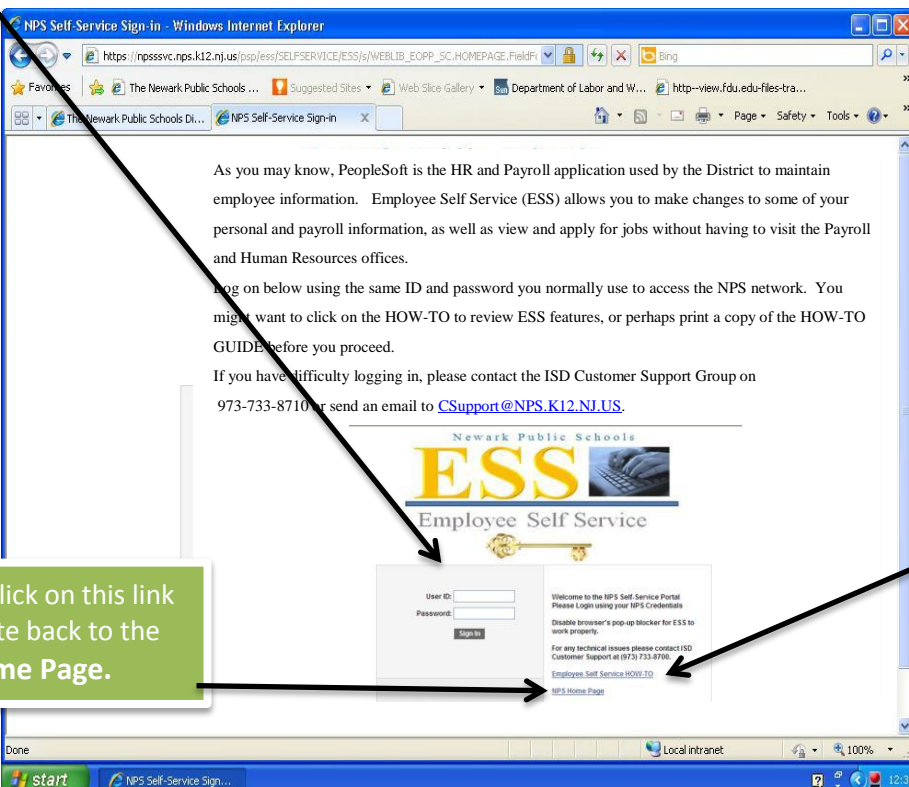 NPS Self-Service Sign-in - Windows Internet Explorer
https://npsssvc.nps.k12.nj.us/psp/ess/SELFSERVICE/ESS/s/WEBLIB_EOPP_SC.HOMEPAGE.FieldF
Bing
Favorites
The Newark Public Schools ...
Suggested Sites
Web Slice Gallery
Department of Labor and W...
http--view.fdu.edu-files-tra...
The Newark Public Schools Di...
NPS Self-Service Sign-in
Page
Safety
Tools
As you may know, PeopleSoft is the HR and Payroll application used by the District to maintain
employee information. Employee Self Service (ESS) allows you to make changes to some of your
personal and payroll information, as well as view and apply for jobs without having to visit the Payroll
and Human Resources offices.
Log on below using the same ID and password you normally use to access the NPS network. You
might want to click on the HOW-TO to review ESS features, or perhaps print a copy of the HOW-TO
GUIDE before you proceed.
If you have difficulty logging in, please contact the ISD Customer Support Group on
973-733-8710 or send an email to CSupport@NPS.K12.NJ.US.
Newark Public Schools
ESS
Employee Self Service
User ID:
Password:
Sign In
Welcome to the NPS Self-Service Portal
Please Login using your NPS Credentials
Disable browser's pop-up blocker for ESS to
work properly.
For any technical issues please contact ISD
Customer Support at (973) 733-8700.
Employee Self Service HOW-TO
NPS Home Page
lick on this link
te back to the
me Page.
Done
Local intranet
100%
start
NPS Self-Service Sign...
12:3